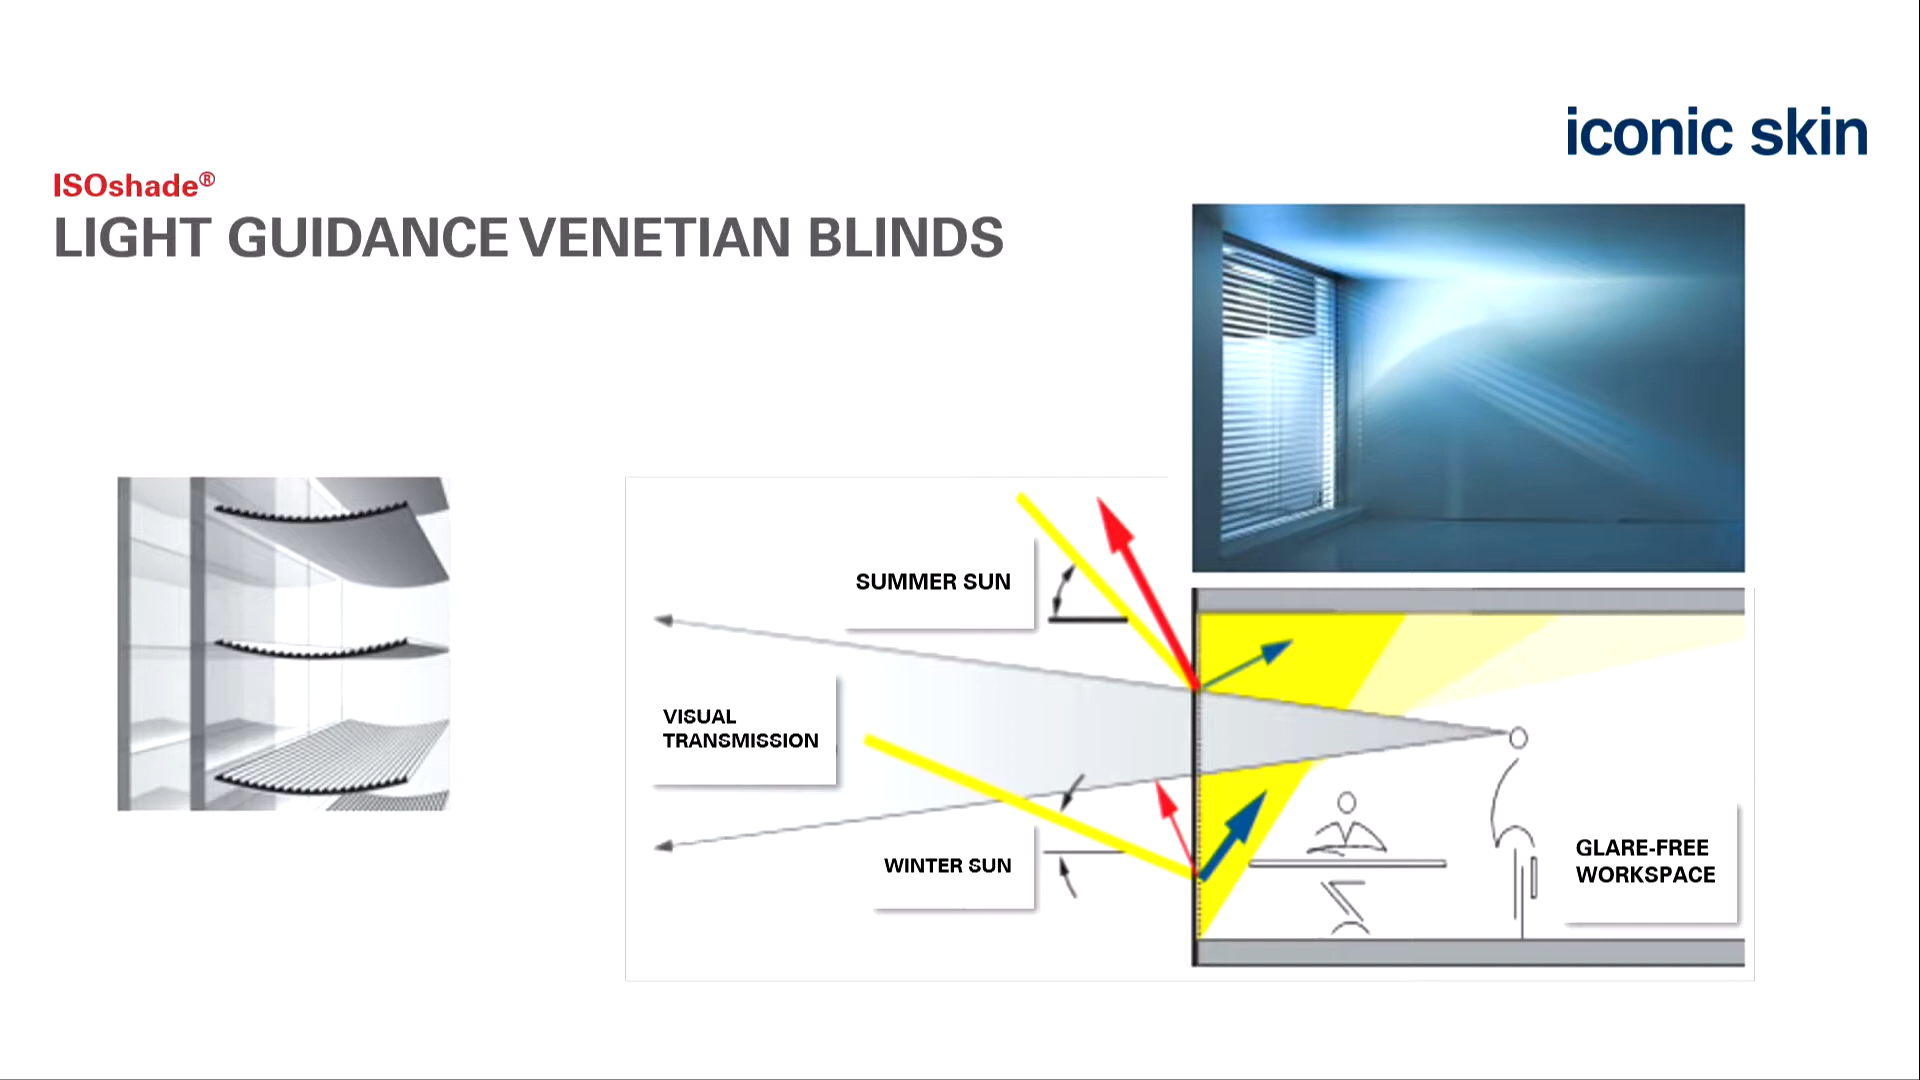 iconic skin
ISOshade®
LIGHT GUIDANCE VENETIAN BLINDS
SUMMER SUN
VISUAL
TRANSMISSION
WINTER SUN
GLARE-FREE
WORKSPACE